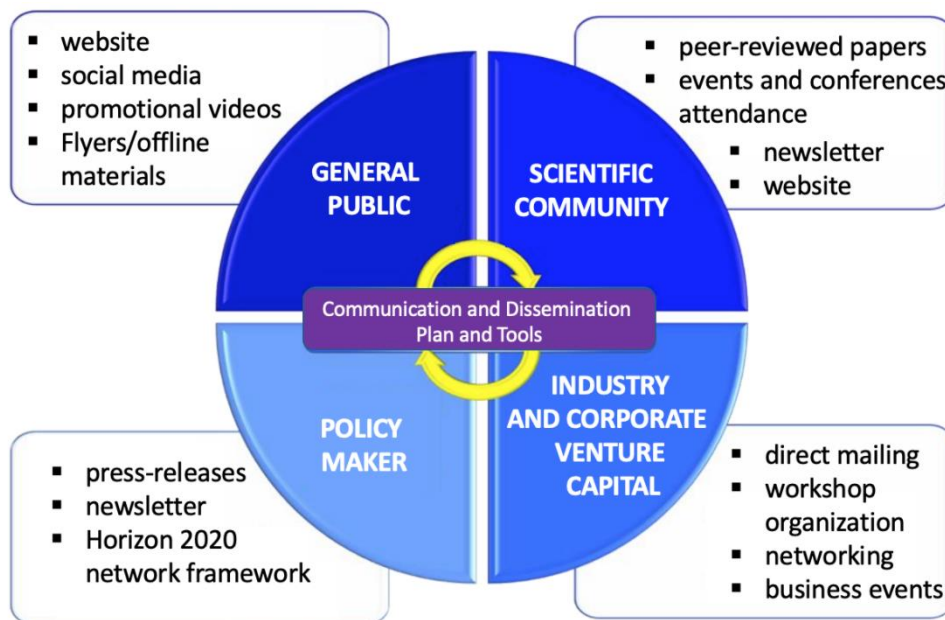 ▪ website
▪ social media
▪ promotional videos
▪ Flyers/offline
materials
▪ peer-reviewed papers
▪ events and conferences
attendance
▪ newsletter
▪ website
GENERAL
PUBLIC
SCIENTIFIC
COMMUNITY
Communication and Dissemination
Plan and Tools
POLICY
MAKER
INDUSTRY
AND CORPORATE
VENTURE
CAPITAL
▪ press-releases
▪ newsletter
▪ Horizon 2020
network framework
▪ direct mailing
▪ workshop
organization
▪ networking
▪ business events